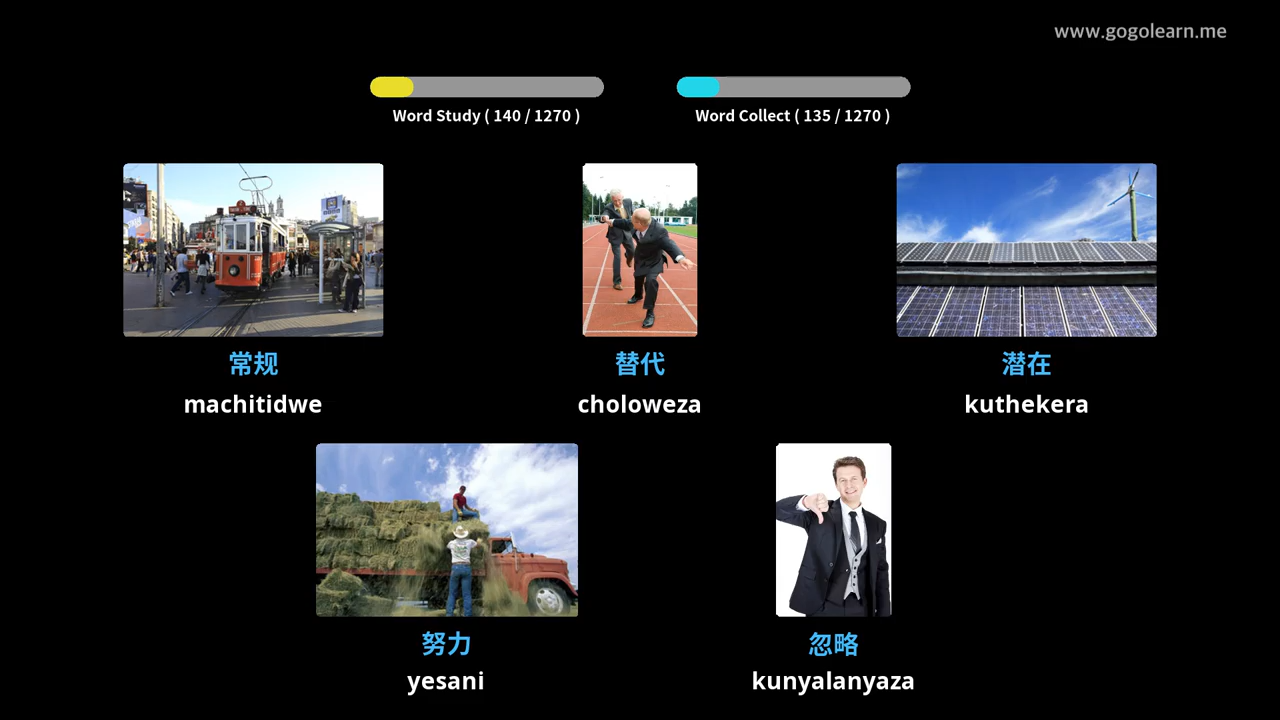 www.gogolearn.me
Word Study ( 140 / 1270 )
Word Collect ( 135 / 1270 )
常规
machitidwe
替代
choloweza
潜在
kuthekera
努力
yesani
忽略
kunyalanyaza